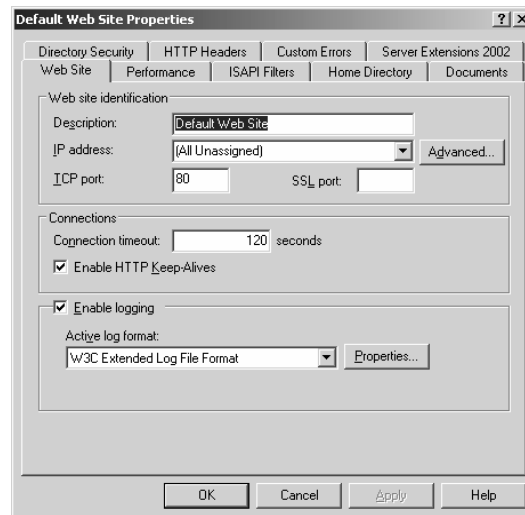 Default Web Site Properties
Directory Security HTTP Headers Custom Errors Server Extensions 2002
Web Site Performance ISAPI Filters Home Directory Documents
Web site identification
Description: Default Web Site
IP address: (All Unassigned) Advanced...
TCP port: 80 SSL port:
Connections
Connection timeout: 120 seconds
Enable HTTP Keep-Alives
Enable logging
Active log format:
W3C Extended Log File Format Properties...
OK Cancel Apply Help